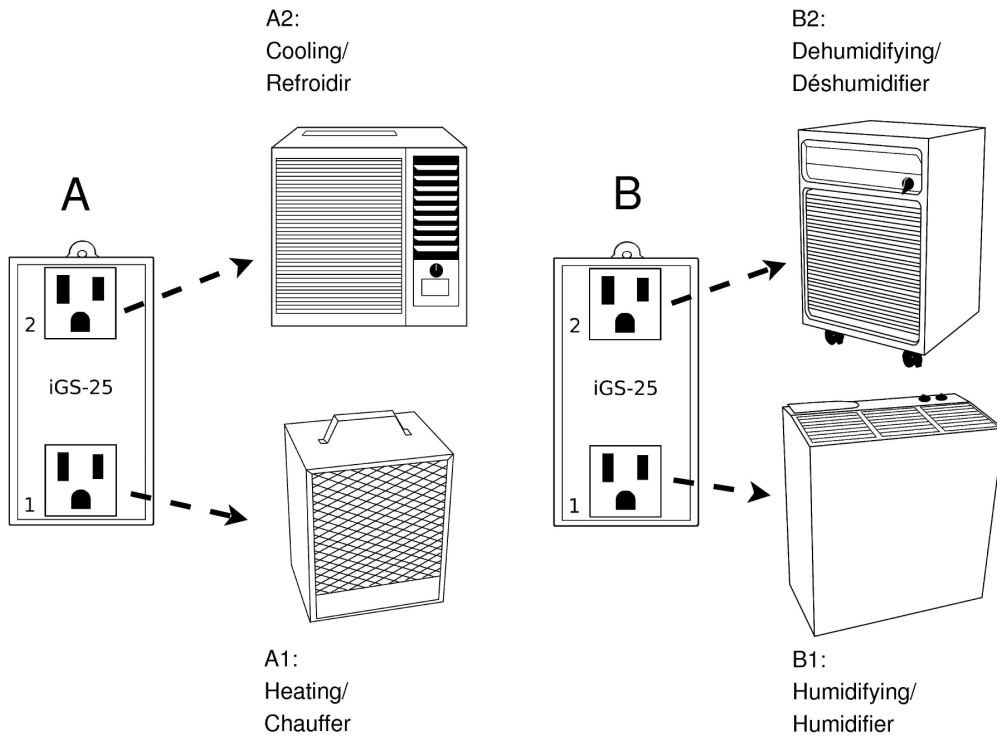 A2:
Cooling/
Refroidir
A
2
iGS-25
1
A1:
Heating/
Chauffer
B2:
Dehumidifying/
Déshumidifier
B
2
iGS-25
1
B1:
Humidifying/
Humidifier